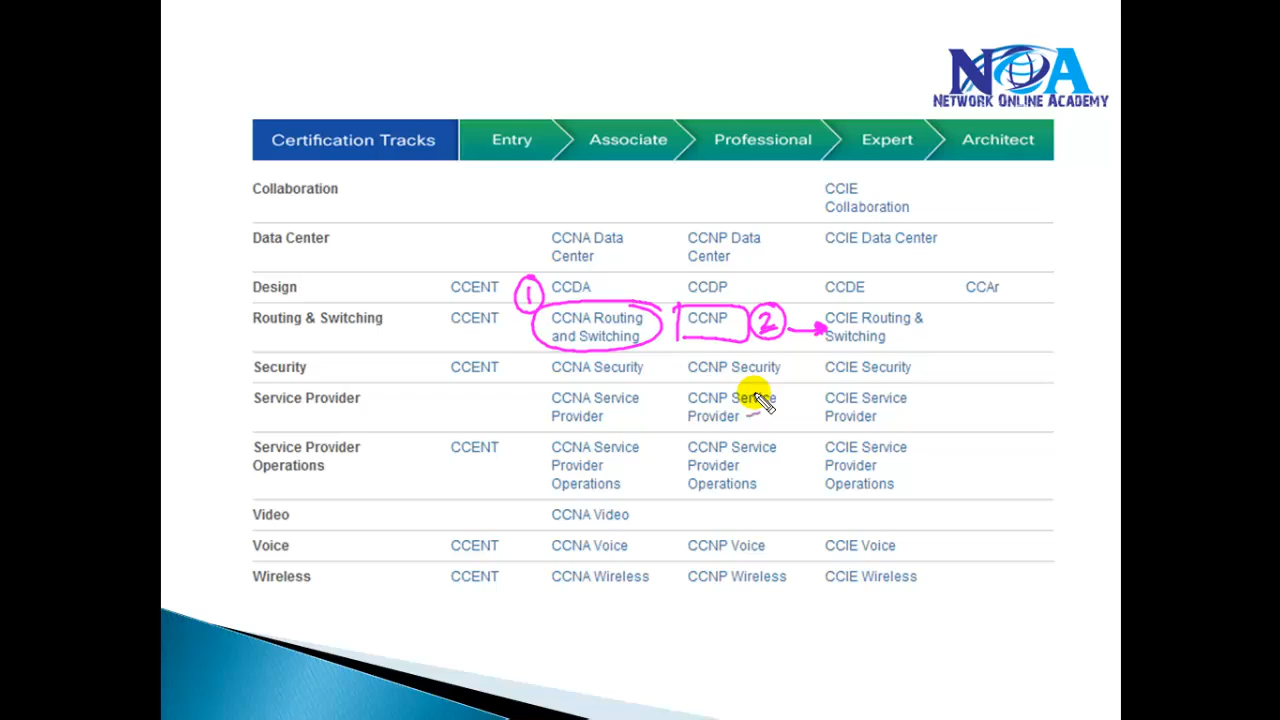 NOA
NETWORK ONLINE ACADEMY
Certification Tracks Entry Associate Professional Expert Architect
Collaboration CCIE
Collaboration
Data Center CCNA Data CCNP Data CCIE Data Center
Center Center
1
Design CCENT CCDA CCDP CCDE CCAr
Routing & Switching CCENT CCNA Routing CCNP 2 CCIE Routing &
and Switching Switching
Security CCENT CCNA Security CCNP Security CCIE Security
Service Provider CCNA Service CCNP Service CCIE Service
Provider Provider Provider
Service Provider CCENT CCNA Service CCNP Service CCIE Service
Operations Provider Provider Provider
Operations Operations Operations
Video CCNA Video
Voice CCENT CCNA Voice CCNP Voice CCIE Voice
Wireless CCENT CCNA Wireless CCNP Wireless CCIE Wireless